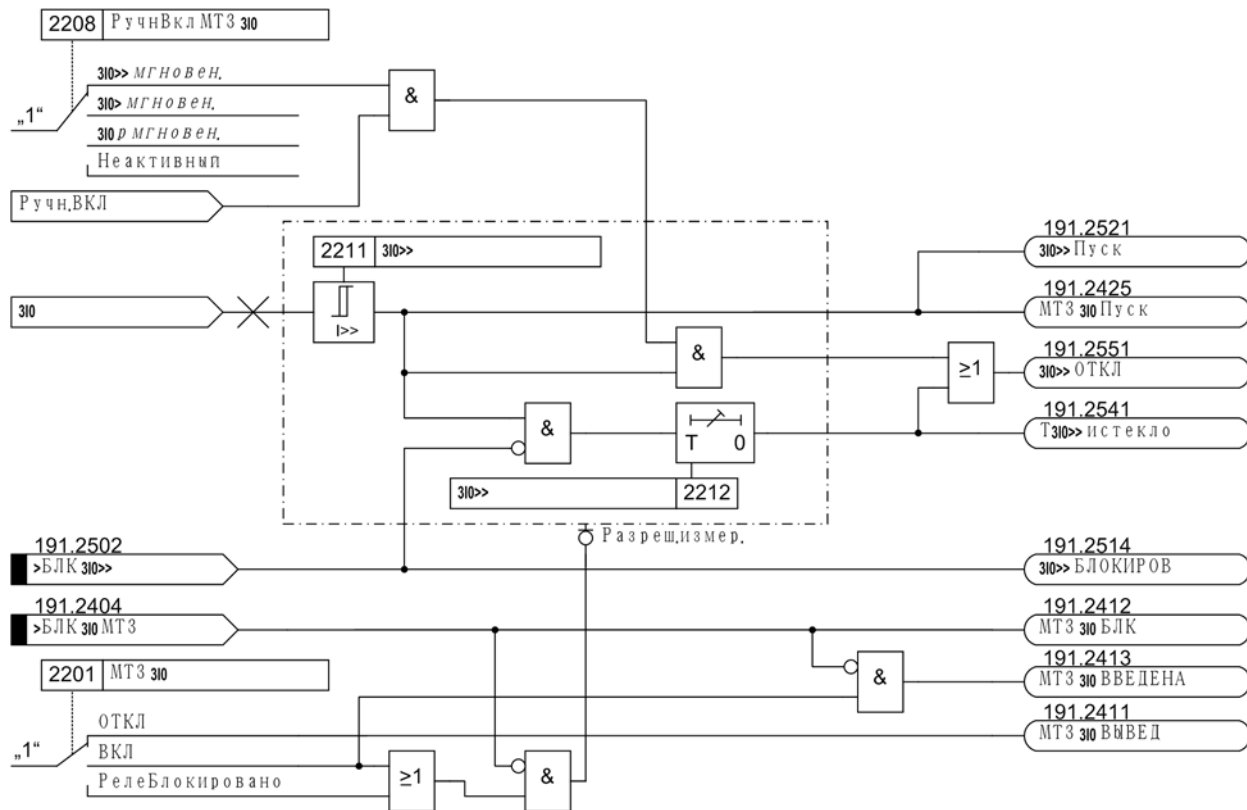 2208 РучнВкл МТЗ 3I0
3I0>> мгновен.
3I0> мгновен.
3I0p мгновен.
Неактивный
„1“
&
Ручн.ВКЛ
2211 3I0>>
191.2521
3I0>> Пуск
3I0
I>>
191.2425
МТЗ 3I0 Пуск
&
≥1
191.2551
3I0>> ОТКЛ
&
T 0
191.2541
T3I0>> истекло
3I0>> 2212
Разреш.измер.
191.2502
>БЛК 3I0>>
191.2514
3I0>> БЛОКИРОВ
191.2404
>БЛК 3I0 МТЗ
191.2412
МТЗ 3I0 БЛК
2201 МТЗ 3I0
&
191.2413
МТЗ 3I0 ВВЕДЕНА
ОТКЛ
191.2411
МТЗ 3I0 ВЫВЕД
„1“
ВКЛ
РелеБлокировано
≥1
&